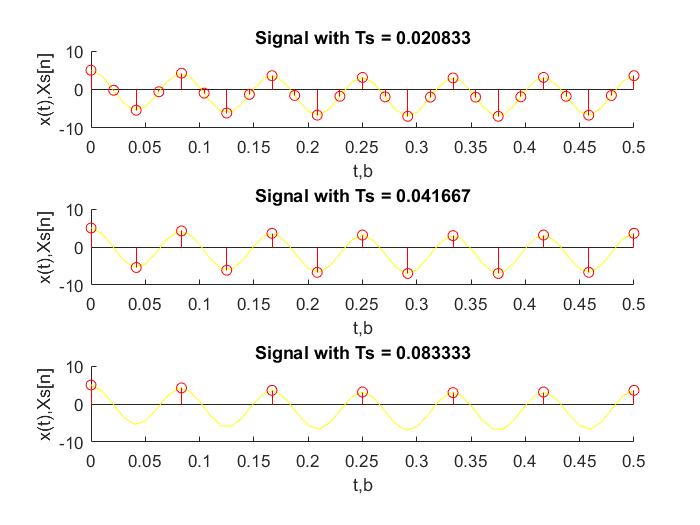 Signal with Ts = 0.020833
x(t),Xs[n]
10
0
-10
0 0.05 0.1 0.15 0.2 0.25 0.3 0.35 0.4 0.45 0.5
t,b
Signal with Ts = 0.041667
x(t),Xs[n]
10
0
-10
0 0.05 0.1 0.15 0.2 0.25 0.3 0.35 0.4 0.45 0.5
t,b
Signal with Ts = 0.083333
x(t),Xs[n]
10
0
-10
0 0.05 0.1 0.15 0.2 0.25 0.3 0.35 0.4 0.45 0.5
t,b